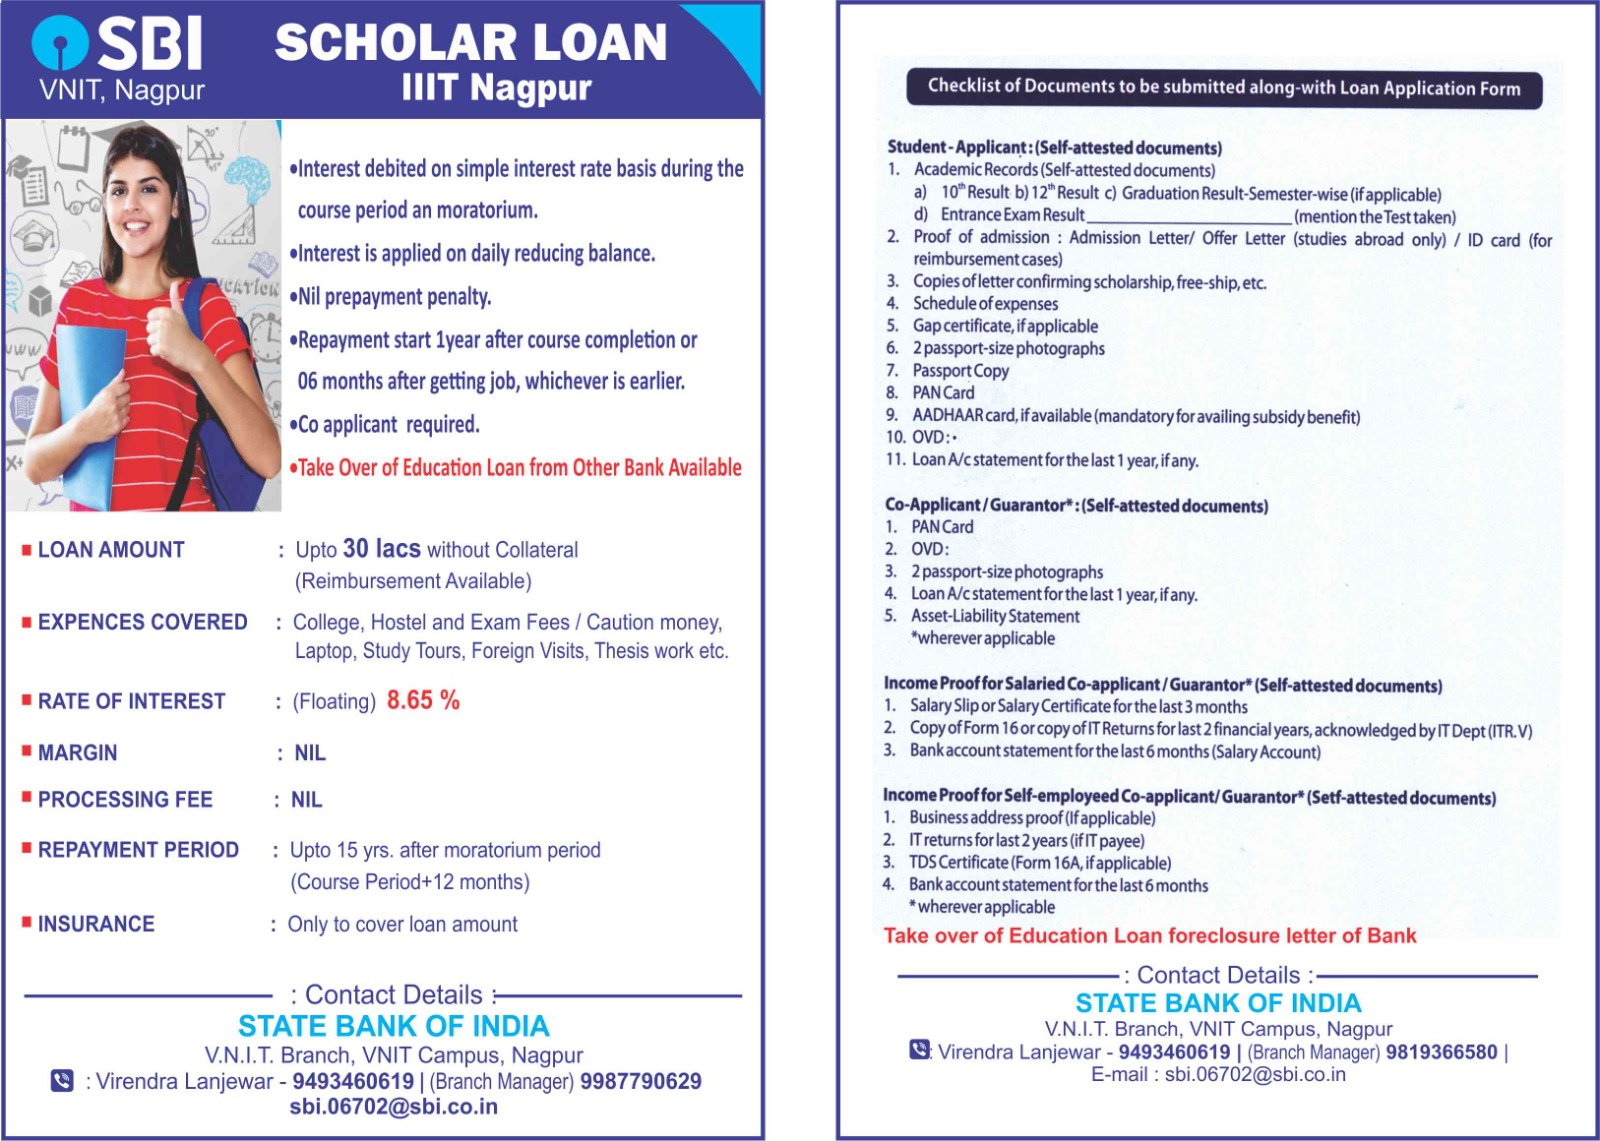 SBI
VNIT, Nagpur
SCHOLAR LOAN
IIIT Nagpur
•Interest debited on simple interest rate basis during the
course period an moratorium.
•Interest is applied on daily reducing balance.
•Nil prepayment penalty.
•Repayment start 1year after course completion or
06 months after getting job, whichever is earlier.
•Co applicant required.
•Take Over of Education Loan from Other Bank Available
LOAN AMOUNT : Upto 30 lacs without Collateral
(Reimbursement Available)
EXPENCES COVERED : College, Hostel and Exam Fees / Caution money,
Laptop, Study Tours, Foreign Visits, Thesis work etc.
RATE OF INTEREST : (Floating) 8.65 %
MARGIN : NIL
PROCESSING FEE : NIL
REPAYMENT PERIOD : Upto 15 yrs. after moratorium period
(Course Period+12 months)
INSURANCE : Only to cover loan amount
: Contact Details :
STATE BANK OF INDIA
V.N.I.T. Branch, VNIT Campus, Nagpur
: Virendra Lanjewar - 9493460619 | (Branch Manager) 9987790629
sbi.06702@sbi.co.in
Checklist of Documents to be submitted along-with Loan Application Form
Student - Applicant : (Self-attested documents)
1. Academic Records (Self-attested documents)
a) 10th Result b) 12th Result c) Graduation Result-Semester-wise (if applicable)
d) Entrance Exam Result ________________________ (mention the Test taken)
2. Proof of admission : Admission Letter/ Offer Letter (studies abroad only) / ID card (for
reimbursement cases)
3. Copies of letter confirming scholarship, free-ship, etc.
4. Schedule of expenses
5. Gap certificate, if applicable
6. 2 passport-size photographs
7. Passport Copy
8. PAN Card
9. AADHAAR card, if available (mandatory for availing subsidy benefit)
10. OVD : •
11. Loan A/c statement for the last 1 year, if any.
Co-Applicant / Guarantor* : (Self-attested documents)
1. PAN Card
2. OVD :
3. 2 passport-size photographs
4. Loan A/c statement for the last 1 year, if any.
5. Asset-Liability Statement
*wherever applicable
Income Proof for Salaried Co-applicant / Guarantor* (Self-attested documents)
1. Salary Slip or Salary Certificate for the last 3 months
2. Copy of Form 16 or copy of IT Returns for last 2 financial years, acknowledged by IT Dept (ITR. V)
3. Bank account statement for the last 6 months (Salary Account)
Income Proof for Self-employeed Co-applicant/ Guarantor* (Setf-attested documents)
1. Business address proof (If applicable)
2. IT returns for last 2 years (if IT payee)
3. TDS Certificate (Form 16A, if applicable)
4. Bank account statement for the last 6 months
* wherever applicable
Take over of Education Loan foreclosure letter of Bank
: Contact Details :
STATE BANK OF INDIA
V.N.I.T. Branch, VNIT Campus, Nagpur
: Virendra Lanjewar - 9493460619 | (Branch Manager) 9819366580 |
E-mail : sbi.06702@sbi.co.in